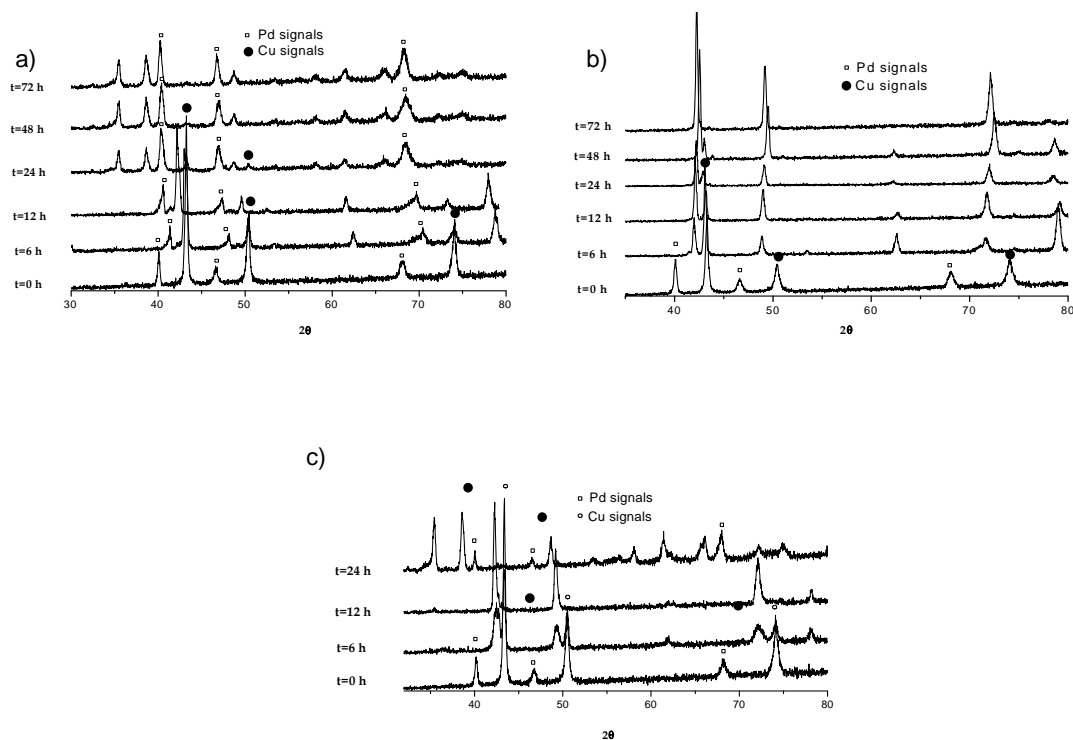 a)
Pd signals
Cu signals
t=72 h
t=48 h
t=24 h
t=12 h
t=6 h
t=0 h
30 40 50 60 70 80
2θ
b)
Pd signals
Cu signals
t=72 h
t=48 h
t=24 h
t=12 h
t=6 h
t=0 h
40 50 60 70 80
2θ
c)
Pd signals
Cu signals
t=24 h
t=12 h
t=6 h
t=0 h
40 50 60 70 80
2θ